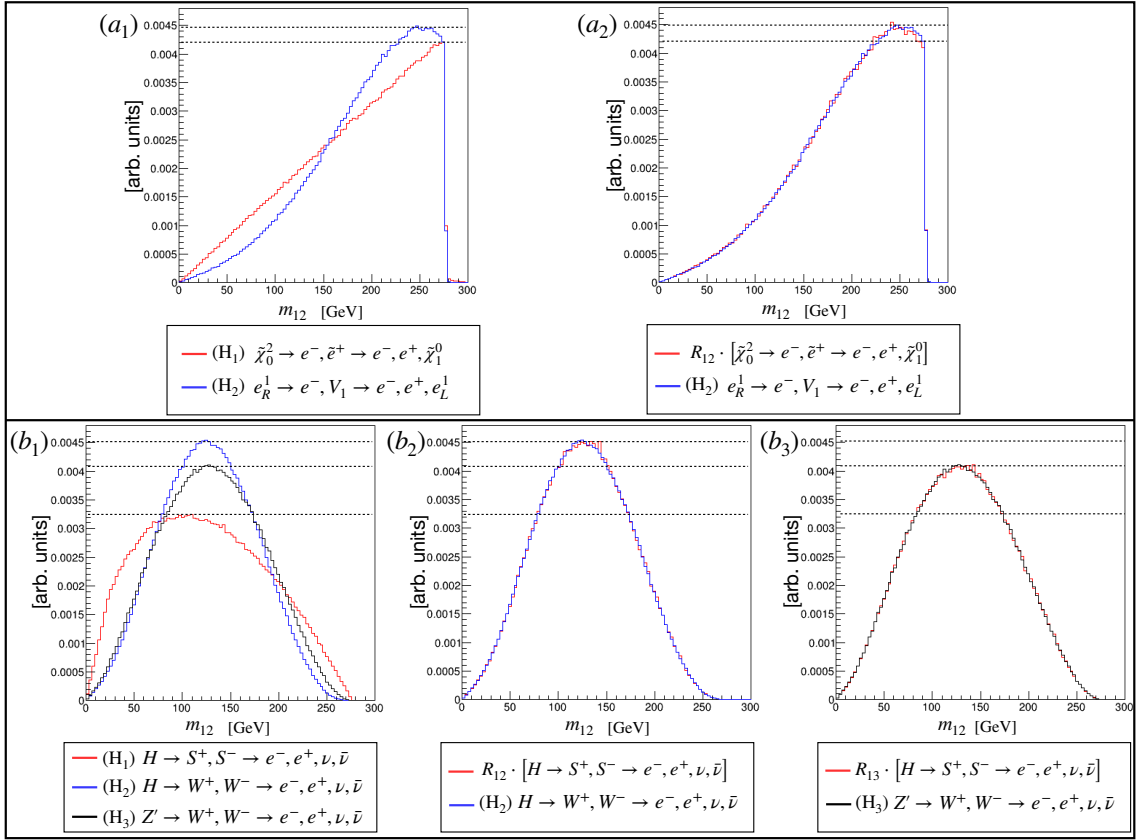 (a₁)
0.0045
0.004
0.0035
0.003
0.0025
0.002
0.0015
0.001
0.0005
0
[arb. units]
0 50 100 150 200 250 300
m₁₂ [GeV]
(H₁) χ̃₀² → e⁻, ẽ⁺ → e⁻, e⁺, χ̃₁⁰
(H₂) e_R¹ → e⁻, V₁ → e⁻, e⁺, e_L¹
(a₂)
0.0045
0.004
0.0035
0.003
0.0025
0.002
0.0015
0.001
0.0005
0
[arb. units]
0 50 100 150 200 250 300
m₁₂ [GeV]
R₁₂ · [χ̃₀² → e⁻, ẽ⁺ → e⁻, e⁺, χ̃₁⁰]
(H₂) e_R¹ → e⁻, V₁ → e⁻, e⁺, e_L¹
(b₁)
0.0045
0.004
0.0035
0.003
0.0025
0.002
0.0015
0.001
0.0005
0
[arb. units]
0 50 100 150 200 250 300
m₁₂ [GeV]
(H₁) H → S⁺, S⁻ → e⁻, e⁺, ν, ν̄
(H₂) H → W⁺, W⁻ → e⁻, e⁺, ν, ν̄
(H₃) Z′ → W⁺, W⁻ → e⁻, e⁺, ν, ν̄
(b₂)
0.0045
0.004
0.0035
0.003
0.0025
0.002
0.0015
0.001
0.0005
0
[arb. units]
0 50 100 150 200 250 300
m₁₂ [GeV]
R₁₂ · [H → S⁺, S⁻ → e⁻, e⁺, ν, ν̄]
(H₂) H → W⁺, W⁻ → e⁻, e⁺, ν, ν̄
(b₃)
0.0045
0.004
0.0035
0.003
0.0025
0.002
0.0015
0.001
0.0005
0
[arb. units]
0 50 100 150 200 250 300
m₁₂ [GeV]
R₁₃ · [H → S⁺, S⁻ → e⁻, e⁺, ν, ν̄]
(H₃) Z′ → W⁺, W⁻ → e⁻, e⁺, ν, ν̄